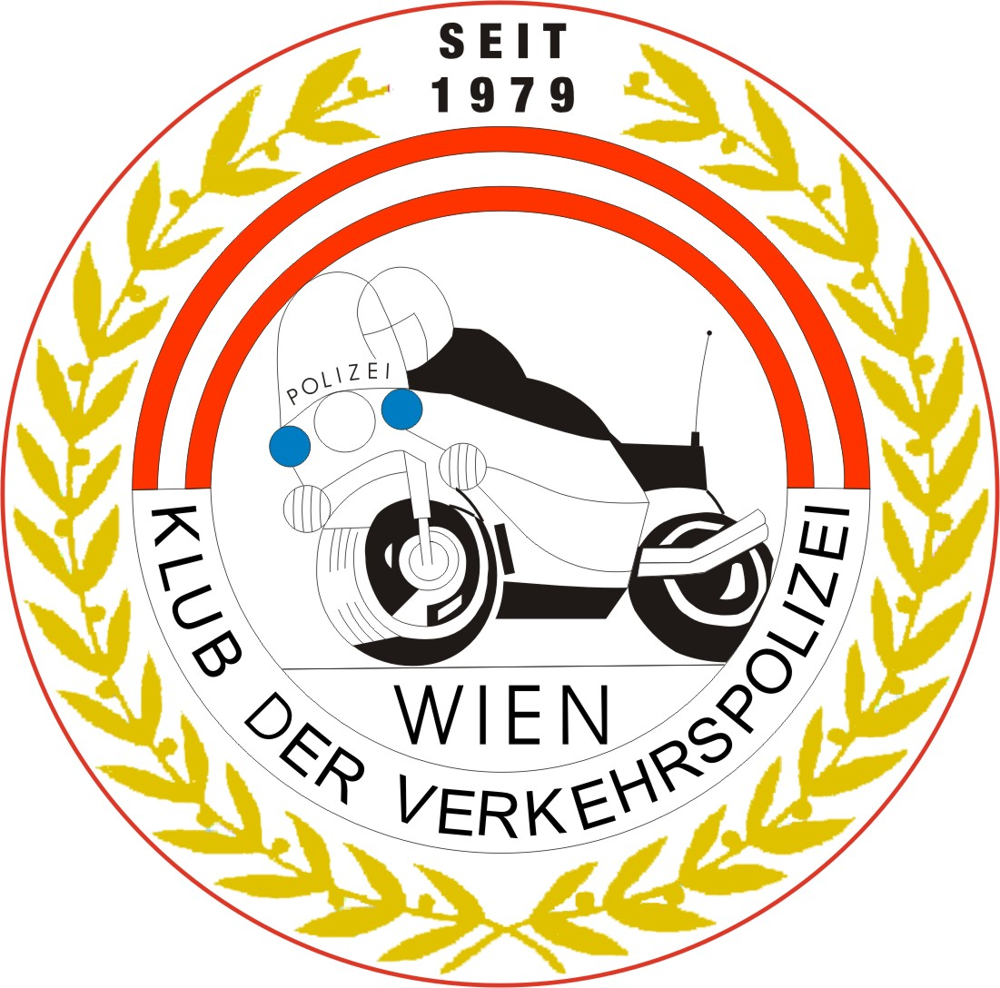 SEIT
1979
POLIZEI
WIEN
KLUB DER VERKEHRSPOLIZEI